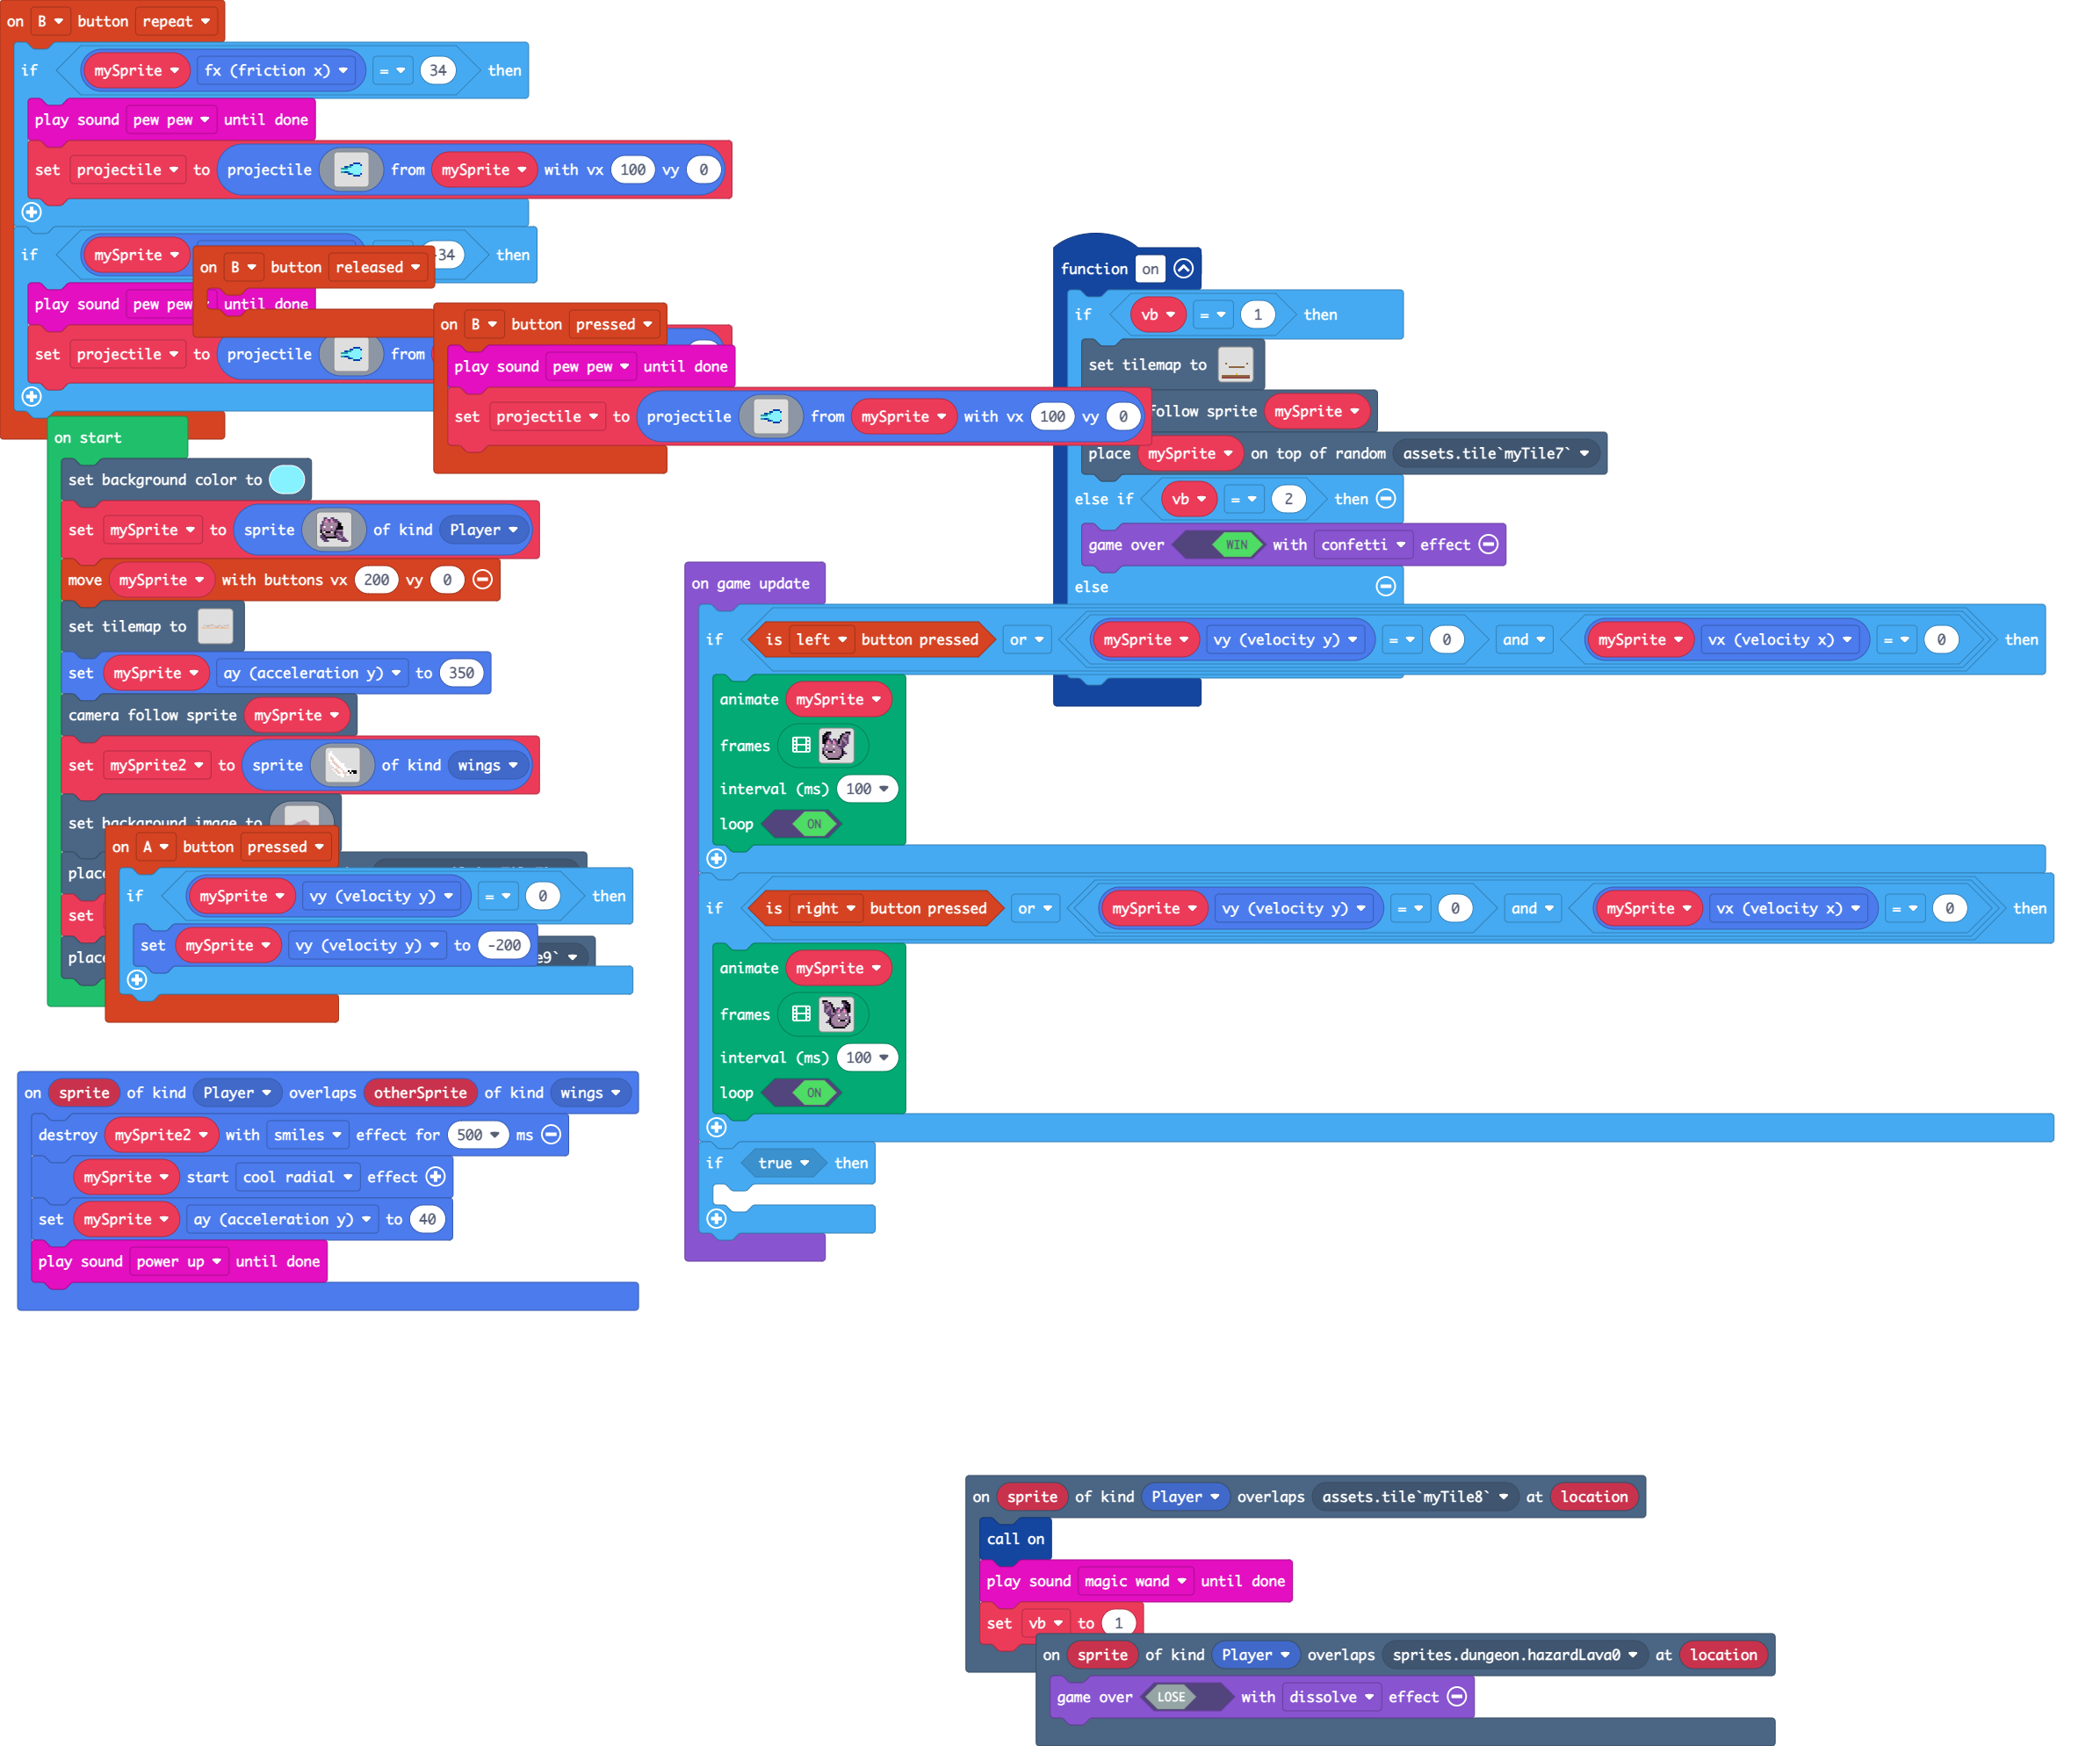 on B button repeat
if mySprite fx (friction x) = 34 then
play sound pew pew until done
set projectile to projectile from mySprite with vx 100 vy 0
if mySprite 34 then
play sound pew pew until done
set projectile to projectile from
on B button released
on B button pressed
play sound pew pew until done
set projectile to projectile from mySprite with vx 100 vy 0
on start
set background color to
set mySprite to sprite of kind Player
move mySprite with buttons vx 200 vy 0
set tilemap to
set mySprite ay (acceleration y) to 350
camera follow sprite mySprite
set mySprite2 to sprite of kind wings
set background image to
place
set
place e9`
on A button pressed
if mySprite vy (velocity y) = 0 then
set mySprite vy (velocity y) to -200
on sprite of kind Player overlaps otherSprite of kind wings
destroy mySprite2 with smiles effect for 500 ms
mySprite start cool radial effect
set mySprite ay (acceleration y) to 40
play sound power up until done
function on
if vb = 1 then
set tilemap to
follow sprite mySprite
place mySprite on top of random assets.tile`myTile7`
else if vb = 2 then
game over WIN with confetti effect
else
on game update
if is left button pressed or mySprite vy (velocity y) = 0 and mySprite vx (velocity x) = 0 then
animate mySprite
frames
interval (ms) 100
loop ON
if is right button pressed or mySprite vy (velocity y) = 0 and mySprite vx (velocity x) = 0 then
animate mySprite
frames
interval (ms) 100
loop ON
if true then
on sprite of kind Player overlaps assets.tile`myTile8` at location
call on
play sound magic wand until done
set vb to 1
on sprite of kind Player overlaps sprites.dungeon.hazardLava0 at location
game over LOSE with dissolve effect